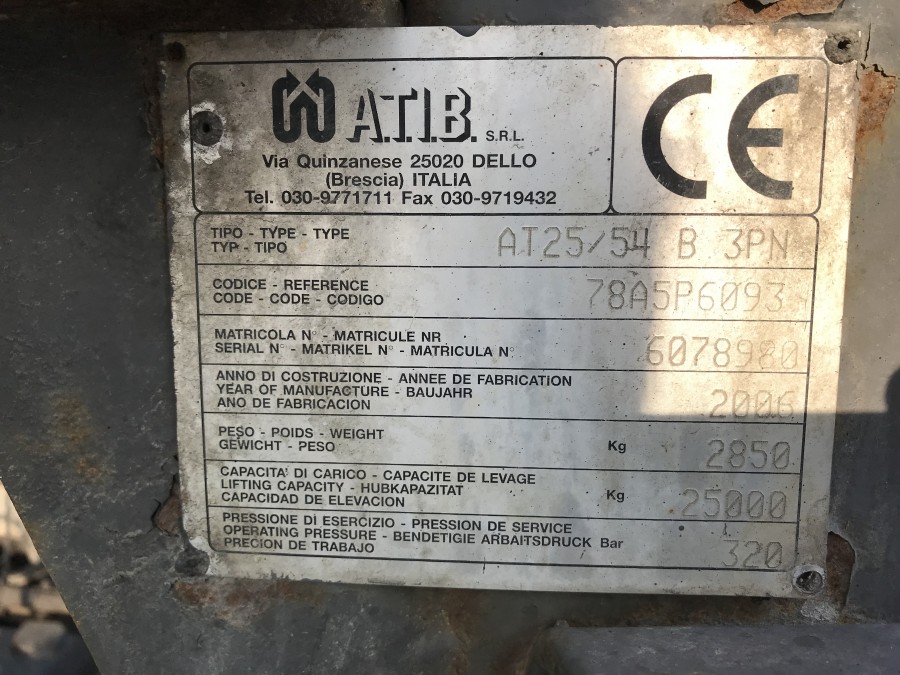 A.T.I.B. S.R.L.
Via Quinzanese 25020 DELLO
(Brescia) ITALIA
Tel. 030-9771711 Fax 030-9719432
CE
TIPO - TYPE - TYPE
TYP - TIPO
AT25/54 B 3PN
CODICE - REFERENCE
CODE - CODE - CODIGO
78A5P6093
MATRICOLA N° - MATRICULE NR
SERIAL N° - MATRIKEL N° - MATRICULA N°
ANNO DI COSTRUZIONE - ANNEE DE FABRICATION
YEAR OF MANUFACTURE - BAUJAHR
ANO DE FABRICACION
2006
PESO - POIDS - WEIGHT
GEWICHT - PESO
Kg 2850
CAPACITA' DI CARICO - CAPACITE DE LEVAGE
LIFTING CAPACITY - HUBKAPAZITAT
CAPACIDAD DE ELEVACION
Kg 25000
PRESSIONE DI ESERCIZIO - PRESSION DE SERVICE
OPERATING PRESSURE - BENDETIGIE ARBAITSDRUCK Bar
PRECION DE TRABAJO
320